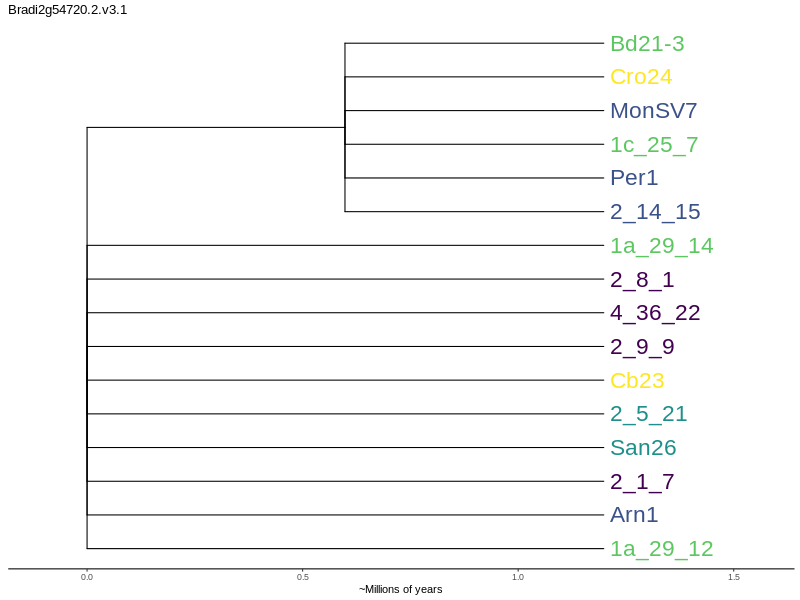 Bradi2g54720.2.v3.1
Bd21-3
Cro24
MonSV7
1c_25_7
Per1
2_14_15
1a_29_14
2_8_1
4_36_22
2_9_9
Cb23
2_5_21
San26
2_1_7
Arn1
1a_29_12
0.0 0.5 1.0 1.5
~Millions of years